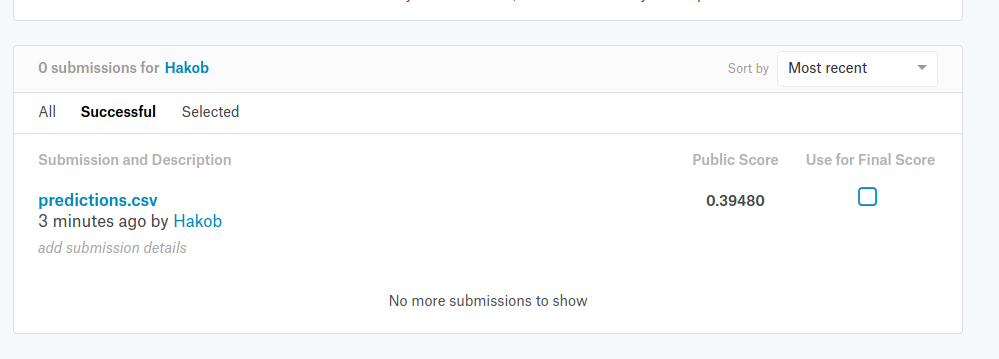 0 submissions for Hakob
Sort by Most recent
All Successful Selected
Submission and Description Public Score Use for Final Score
predictions.csv 0.39480
3 minutes ago by Hakob
add submission details
No more submissions to show